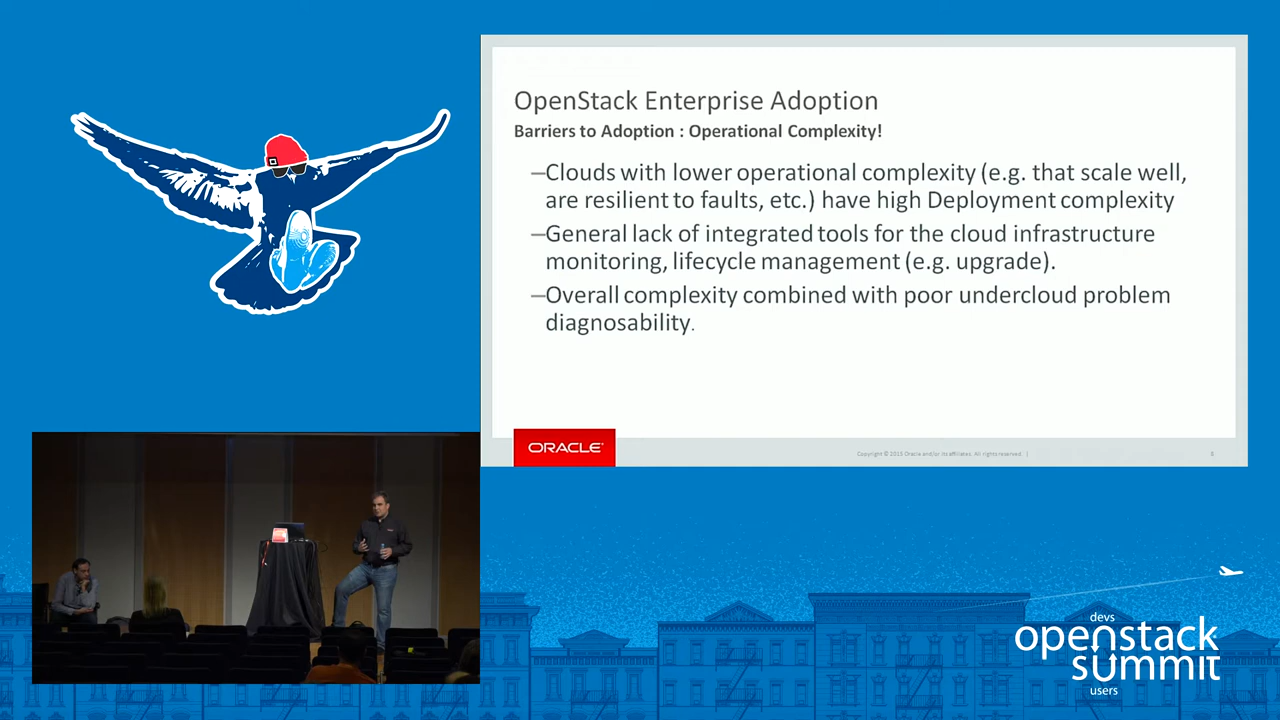 OpenStack Enterprise Adoption
Barriers to Adoption : Operational Complexity!
–Clouds with lower operational complexity (e.g. that scale well,
are resilient to faults, etc.) have high Deployment complexity
–General lack of integrated tools for the cloud infrastructure
monitoring, lifecycle management (e.g. upgrade).
–Overall complexity combined with poor undercloud problem
diagnosability.
ORACLE®
Copyright © 2015 Oracle and/or its affiliates. All rights reserved. |
devs
openstack
summit
users